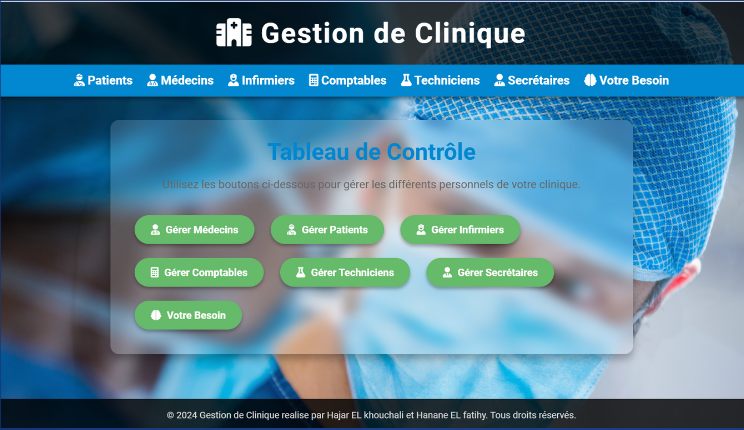 Gestion de Clinique
Patients Médecins Infirmiers Comptables Techniciens Secrétaires Votre Besoin
Tableau de Contrôle
Utilisez les boutons ci-dessous pour gérer les différents personnels de votre clinique.
Gérer Médecins Gérer Patients Gérer Infirmiers
Gérer Comptables Gérer Techniciens Gérer Secrétaires
Votre Besoin
© 2024 Gestion de Clinique realise par Hajar EL khouchali et Hanane EL fatihy. Tous droits réservés.